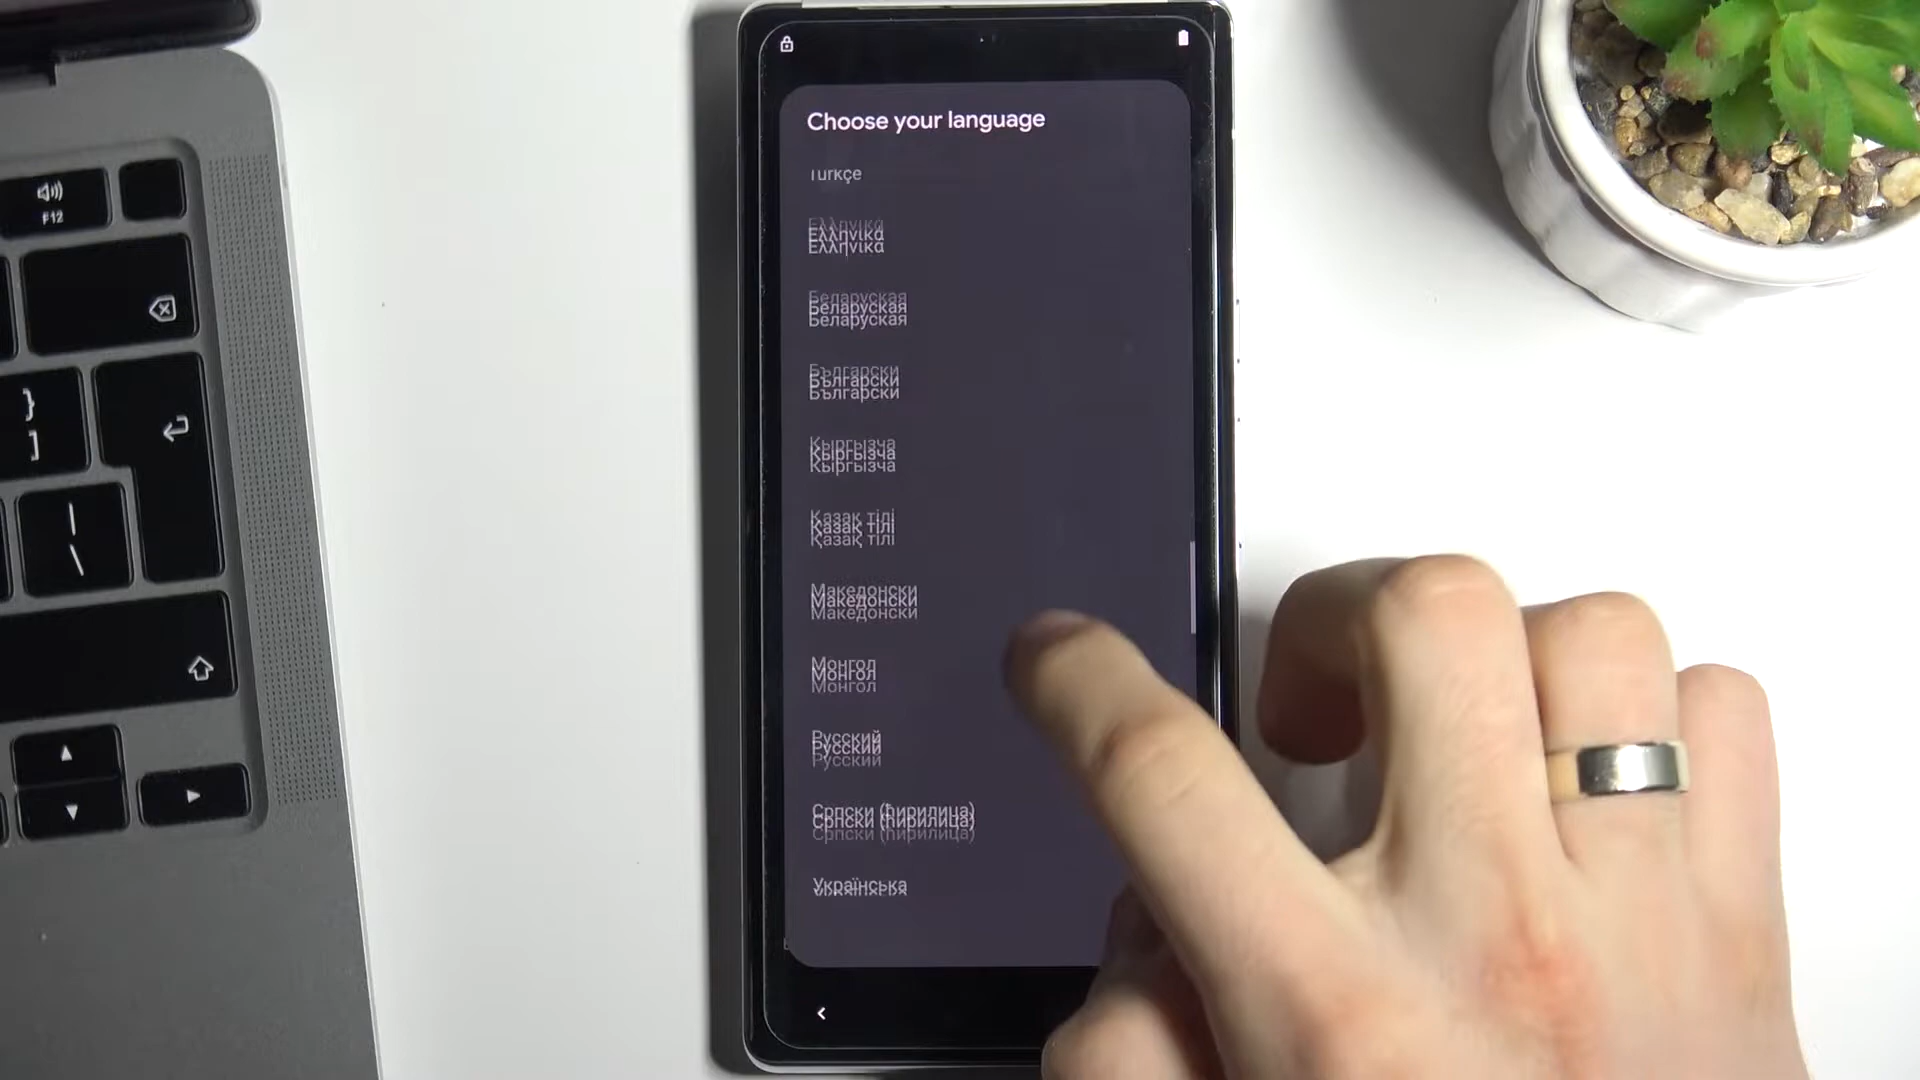 Choose your language
Türkçe
Ελληνικά
Беларуская
Български
Кыргызча
Қазақ тілі
Македонски
Монгол
Русский
Српски (ћирилица)
Українська
F12
}
]
|
\